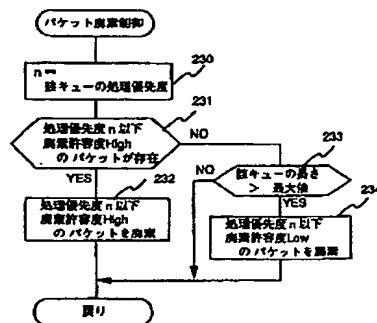 パケット廃棄制御
230
n =
該キューの処理優先度
231
処理優先度 n 以下
廃棄許容度High
のパケットが存在
NO
233
該キューの長さ
> 最大値
NO
YES
232
処理優先度 n 以下
廃棄許容度High
のパケットを廃棄
YES
234
処理優先度 n 以下
廃棄許容度Low
のパケットを廃棄
戻り